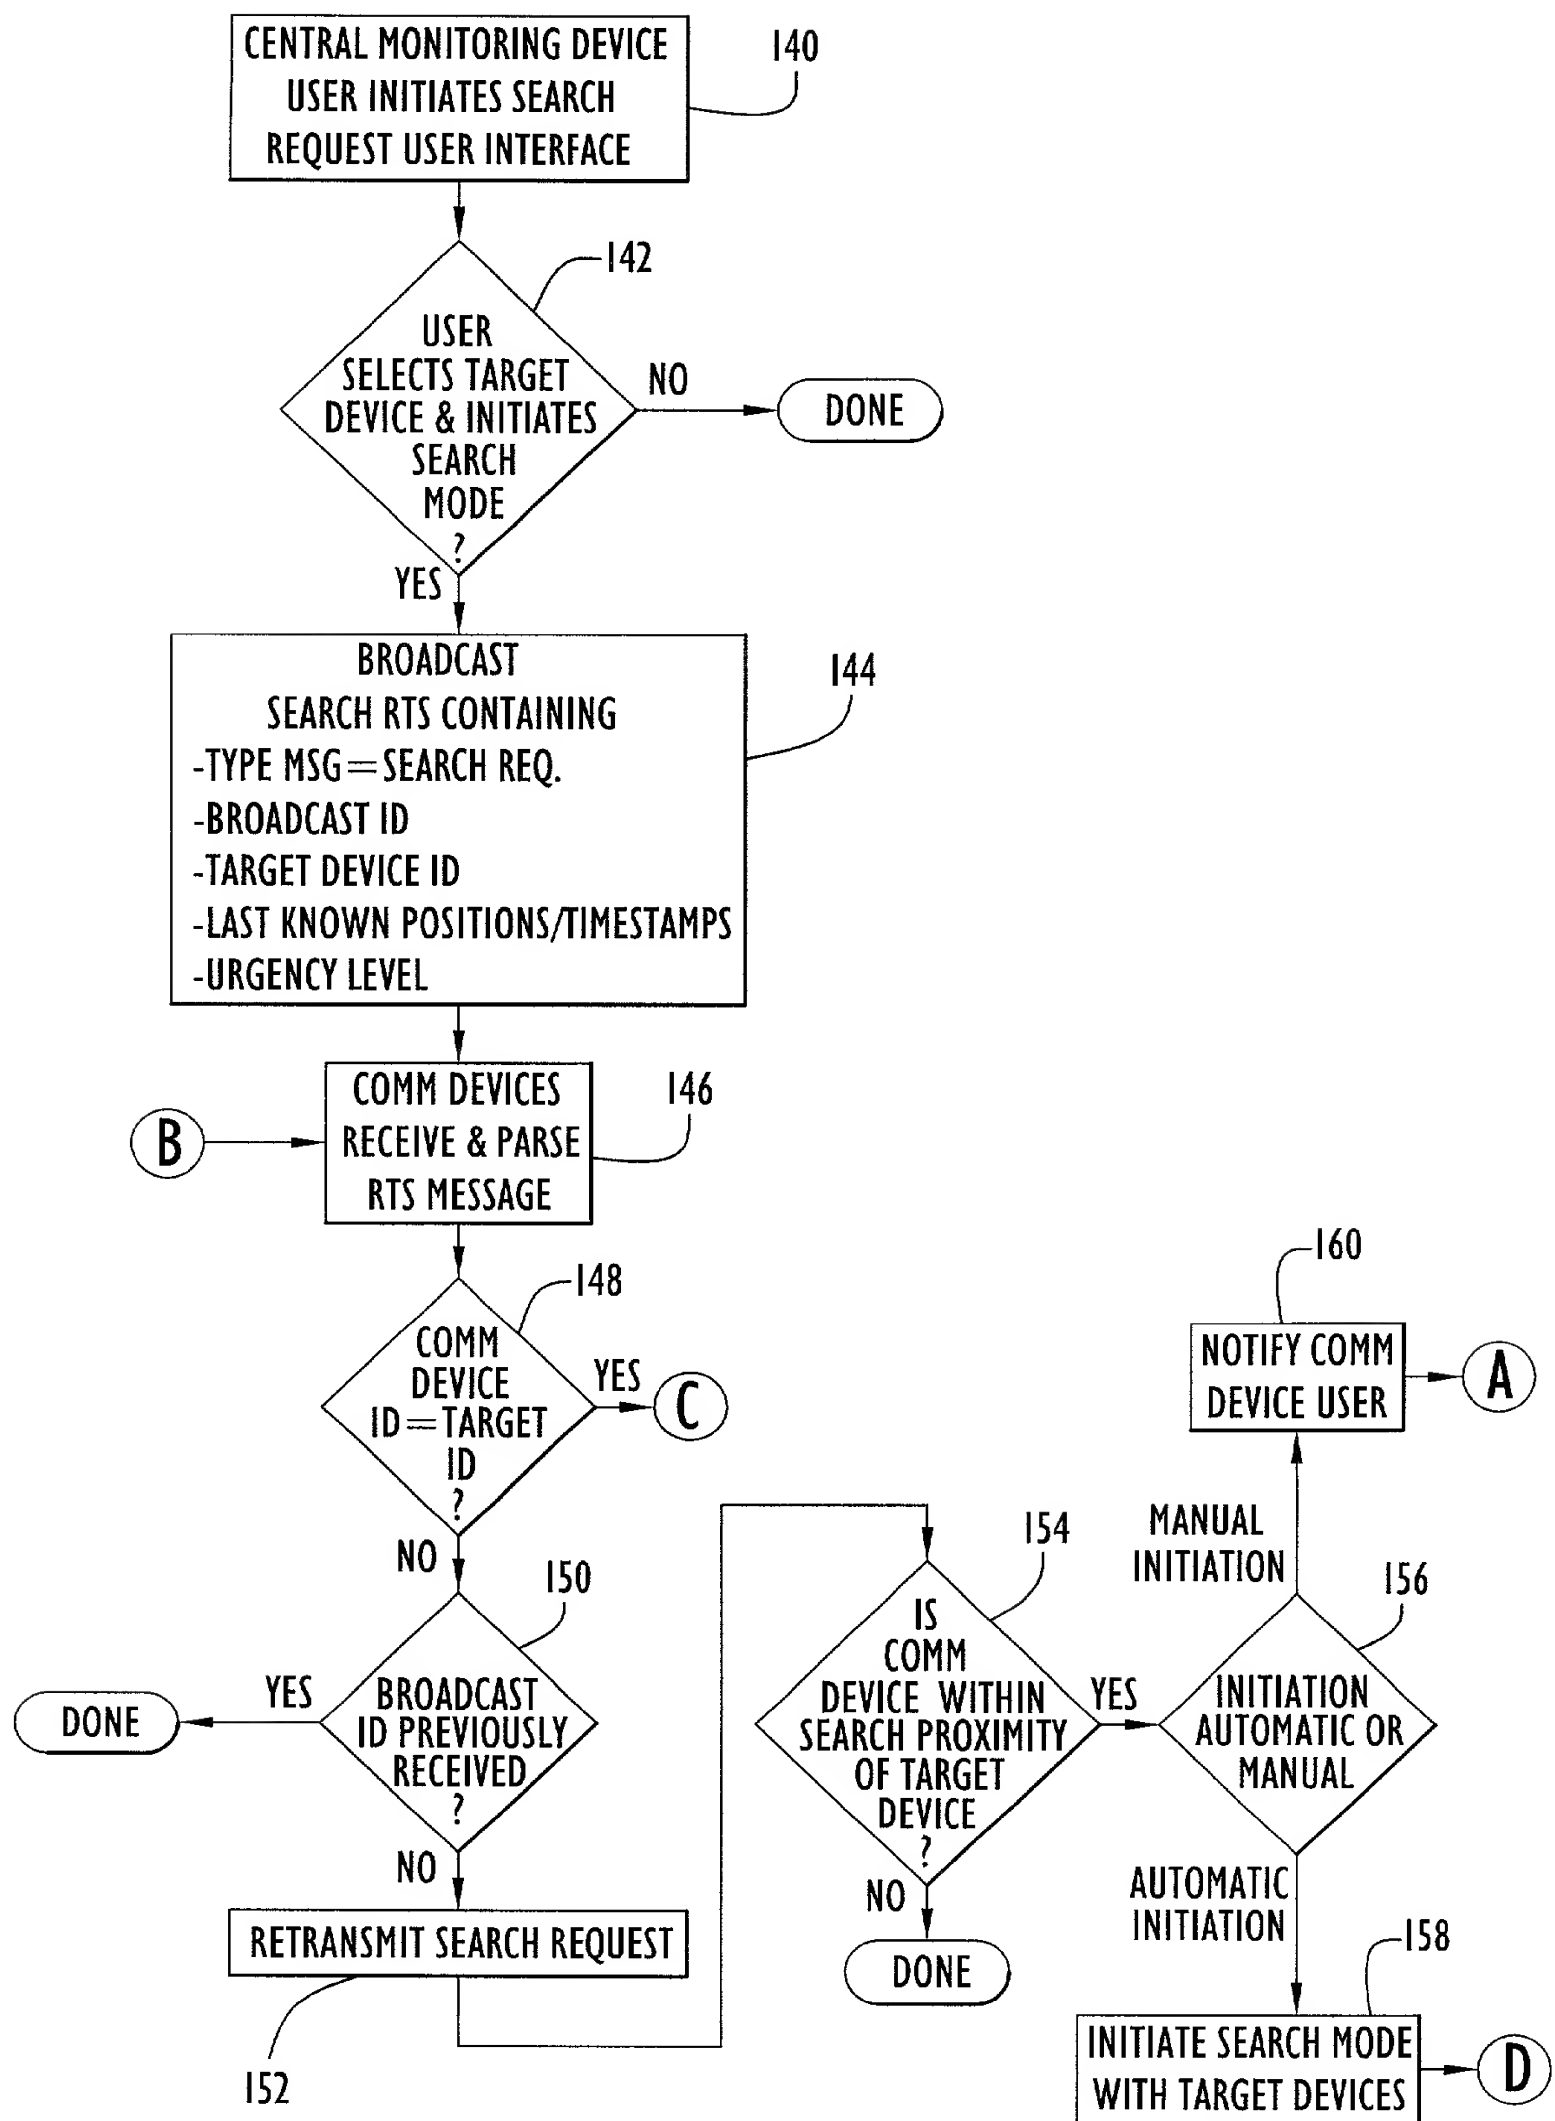 CENTRAL MONITORING DEVICE
USER INITIATES SEARCH
REQUEST USER INTERFACE
140
142
USER
SELECTS TARGET
DEVICE & INITIATES
SEARCH
MODE
?
NO
DONE
YES
BROADCAST
SEARCH RTS CONTAINING
-TYPE MSG=SEARCH REQ.
-BROADCAST ID
-TARGET DEVICE ID
-LAST KNOWN POSITIONS/TIMESTAMPS
-URGENCY LEVEL
144
B
COMM DEVICES
RECEIVE & PARSE
RTS MESSAGE
146
148
COMM
DEVICE
ID=TARGET
ID
?
YES
C
NO
150
BROADCAST
ID PREVIOUSLY
RECEIVED
?
YES
DONE
NO
RETRANSMIT SEARCH REQUEST
152
154
IS
COMM
DEVICE WITHIN
SEARCH PROXIMITY
OF TARGET
DEVICE
?
NO
DONE
YES
156
INITIATION
AUTOMATIC OR
MANUAL
MANUAL
INITIATION
160
NOTIFY COMM
DEVICE USER
A
AUTOMATIC
INITIATION
158
INITIATE SEARCH MODE
WITH TARGET DEVICES
D